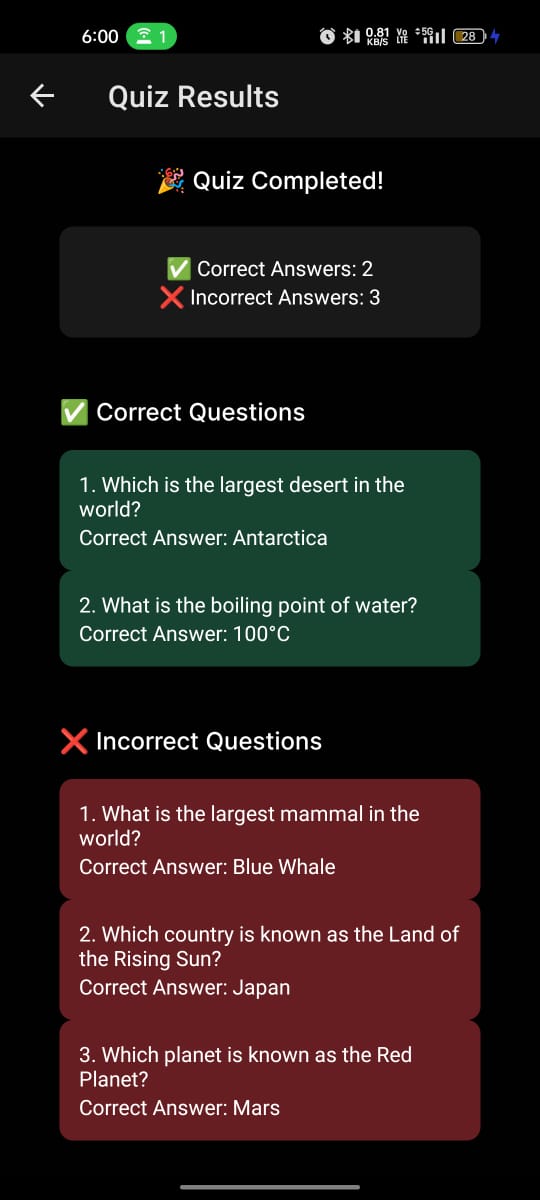 6:00 1 0.81 KB/S Vo LTE 5G 28
Quiz Results
🎉 Quiz Completed!
✅ Correct Answers: 2
❌ Incorrect Answers: 3
✅ Correct Questions
1. Which is the largest desert in the
world?
Correct Answer: Antarctica
2. What is the boiling point of water?
Correct Answer: 100°C
❌ Incorrect Questions
1. What is the largest mammal in the
world?
Correct Answer: Blue Whale
2. Which country is known as the Land of
the Rising Sun?
Correct Answer: Japan
3. Which planet is known as the Red
Planet?
Correct Answer: Mars